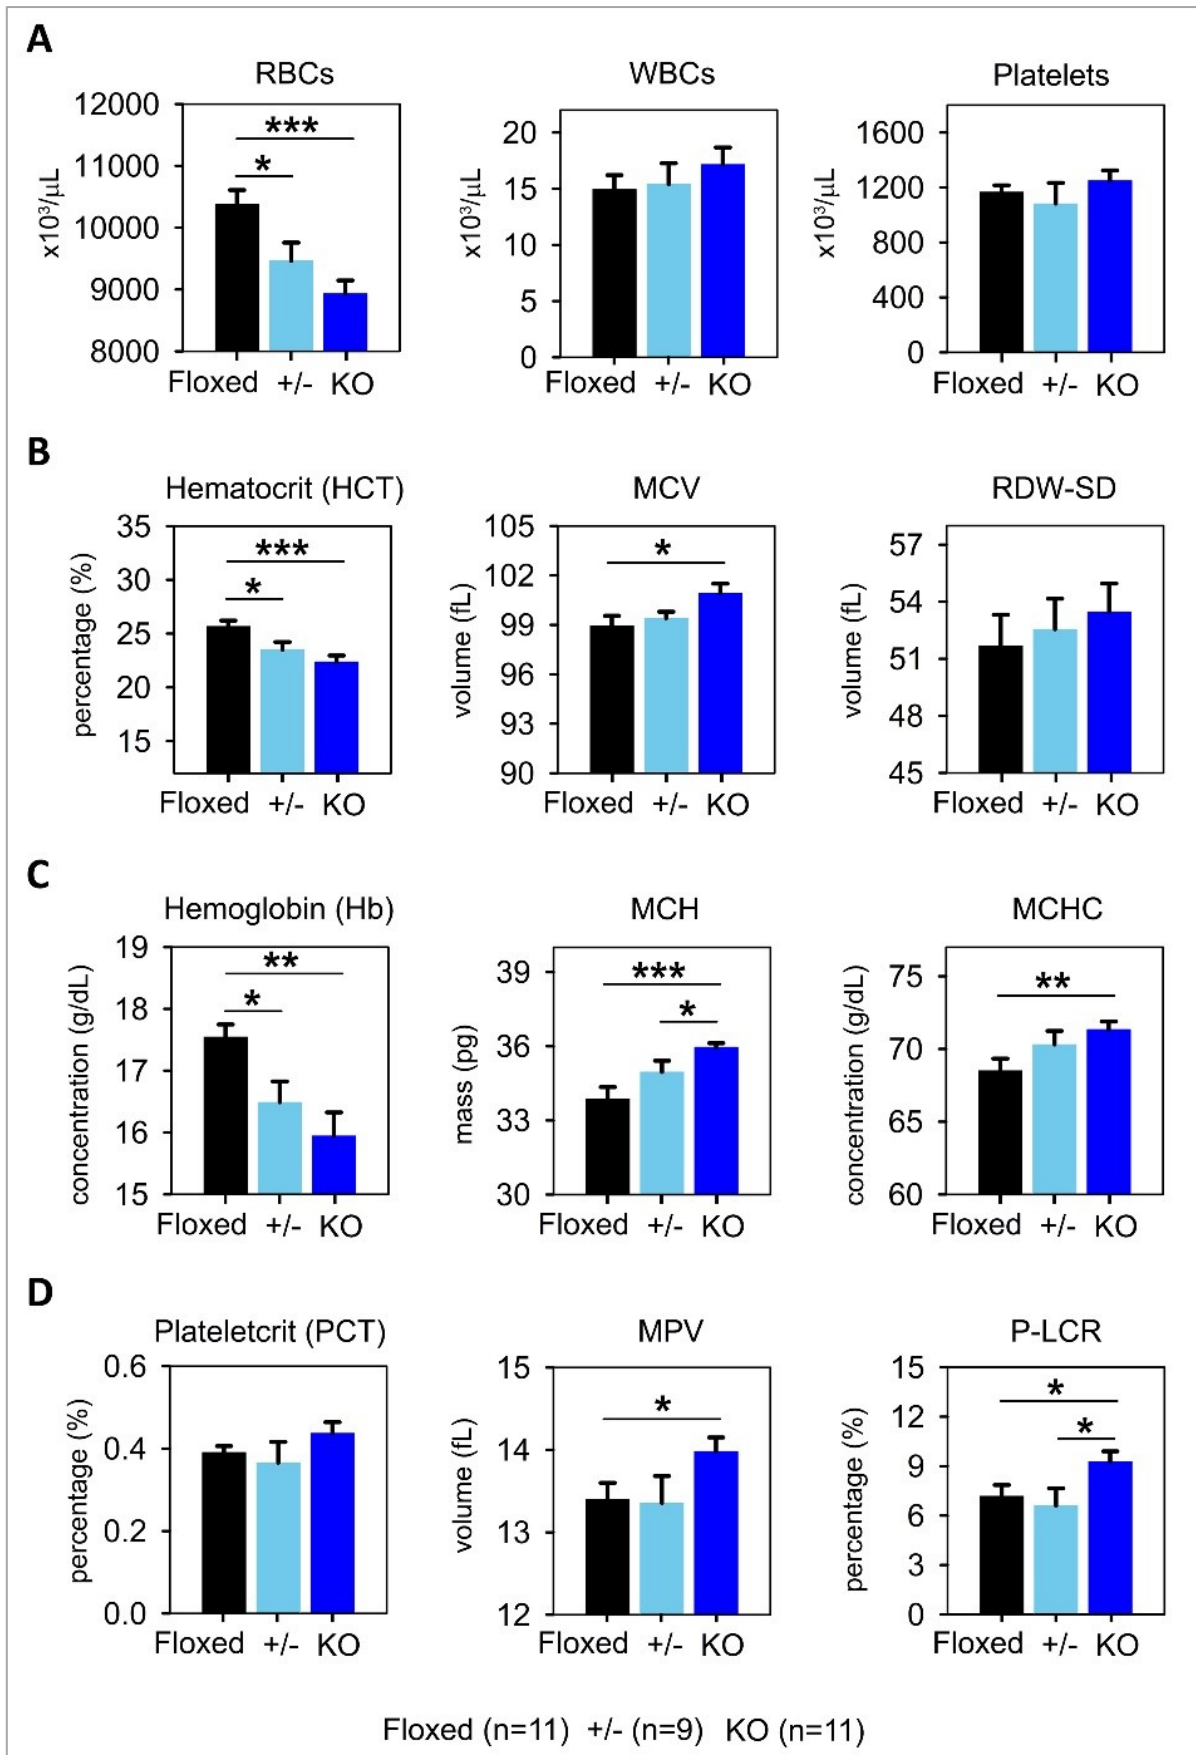 A
RBCs
WBCs
Platelets
x10³/μL
12000
11000
10000
9000
8000
***
*
Floxed +/- KO
x10³/μL
20
15
10
5
0
Floxed +/- KO
x10³/μL
1600
1200
800
400
0
Floxed +/- KO
B
Hematocrit (HCT)
MCV
RDW-SD
percentage (%)
35
30
25
20
15
***
*
Floxed +/- KO
volume (fL)
105
102
99
96
93
90
*
Floxed +/- KO
volume (fL)
57
54
51
48
45
Floxed +/- KO
C
Hemoglobin (Hb)
MCH
MCHC
concentration (g/dL)
19
18
17
16
15
**
*
Floxed +/- KO
mass (pg)
39
36
33
30
***
*
Floxed +/- KO
concentration (g/dL)
75
70
65
60
**
Floxed +/- KO
D
Plateletcrit (PCT)
MPV
P-LCR
percentage (%)
0.6
0.4
0.2
0.0
Floxed +/- KO
volume (fL)
15
14
13
12
*
Floxed +/- KO
percentage (%)
15
12
9
6
3
0
*
*
Floxed +/- KO
Floxed (n=11) +/- (n=9) KO (n=11)